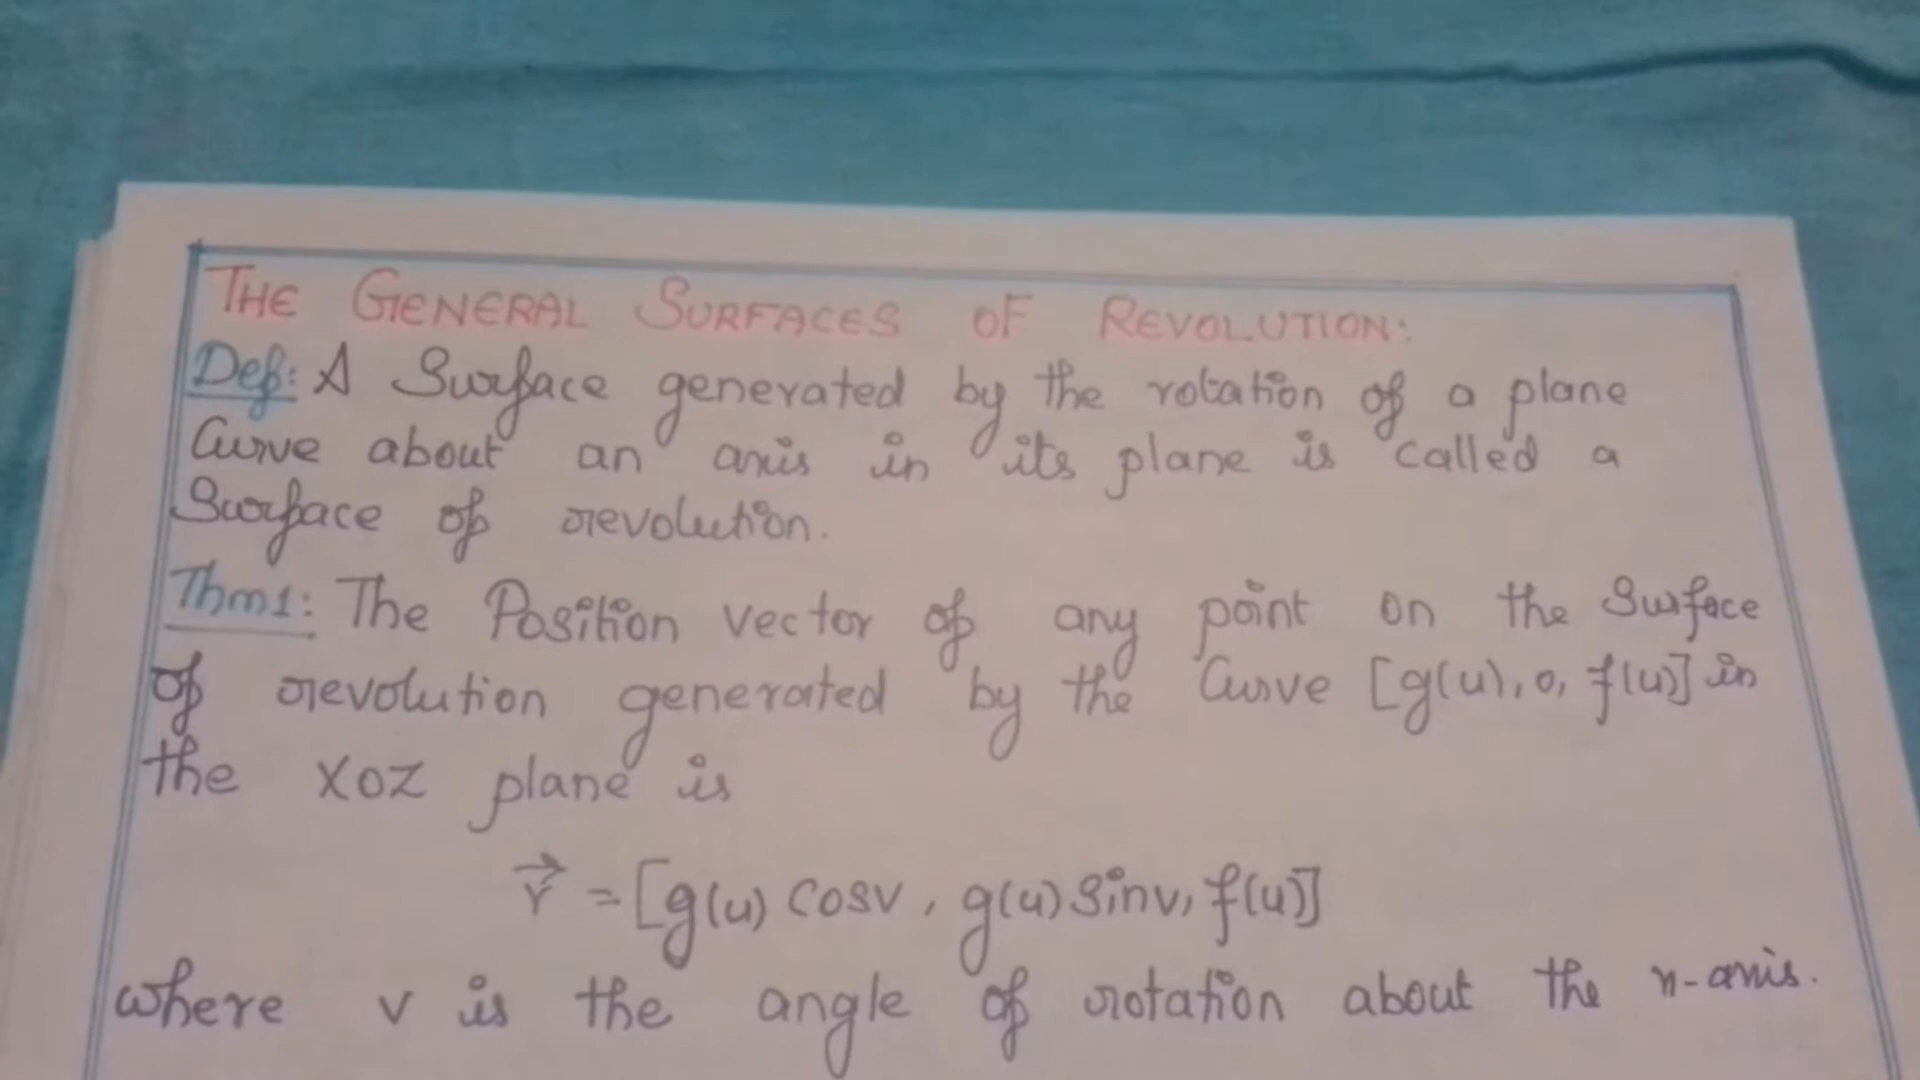 THE GENERAL SURFACES OF REVOLUTION:
Def: A Surface generated by the rotation of a plane
Curve about an axis in its plane is called a
Surface of revolution.
Thm1: The Position vector of any point on the Surface
of revolution generated by the Curve [g(u), 0, f(u)] in
the XOZ plane is
r⃗ = [g(u) cosv, g(u) sinv, f(u)]
where v is the angle of rotation about the x-axis.